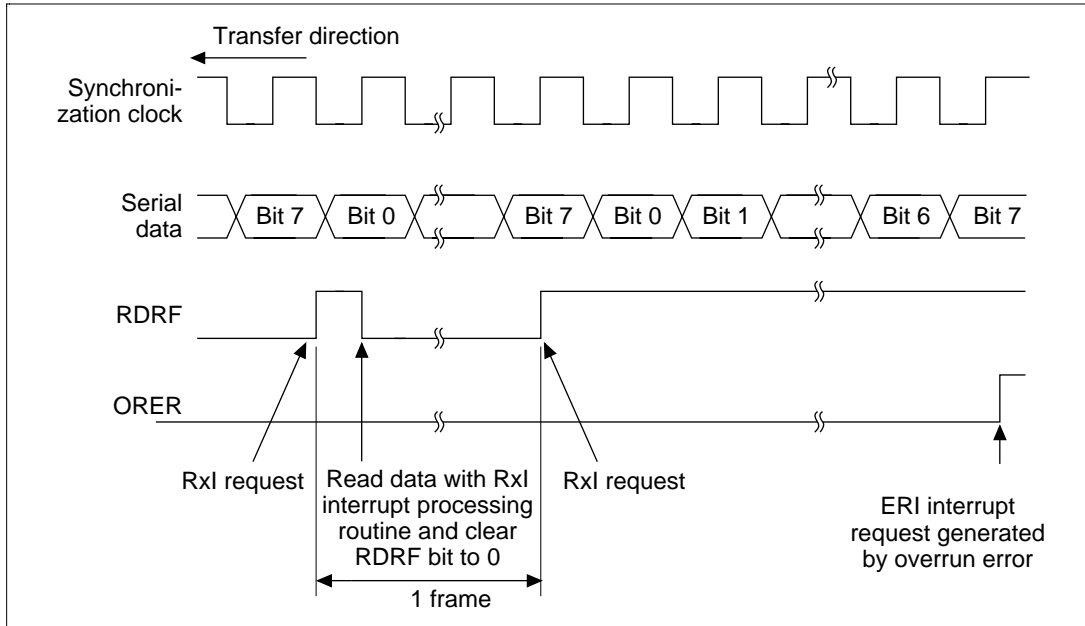 Transfer direction
Synchroni-
zation clock
Serial
data
Bit 7
Bit 0
Bit 7
Bit 0
Bit 1
Bit 6
Bit 7
RDRF
ORER
RxI request
Read data with RxI
interrupt processing
routine and clear
RDRF bit to 0
RxI request
ERI interrupt
request generated
by overrun error
1 frame